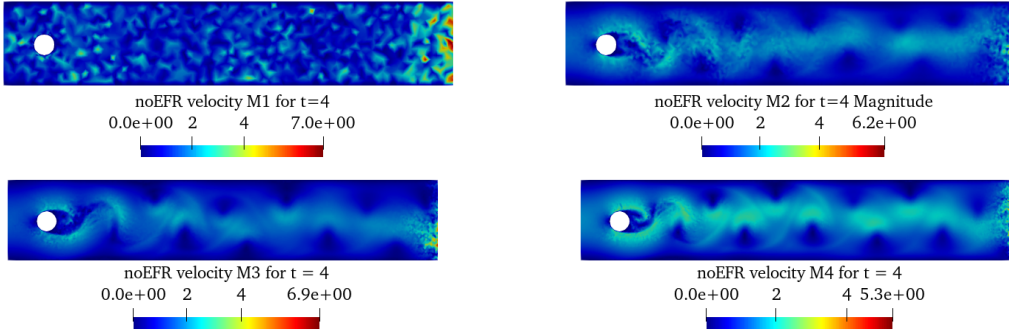 noEFR velocity M1 for t=4
0.0e+00 2 4 7.0e+00
noEFR velocity M2 for t=4 Magnitude
0.0e+00 2 4 6.2e+00
noEFR velocity M3 for t = 4
0.0e+00 2 4 6.9e+00
noEFR velocity M4 for t = 4
0.0e+00 2 4 5.3e+00